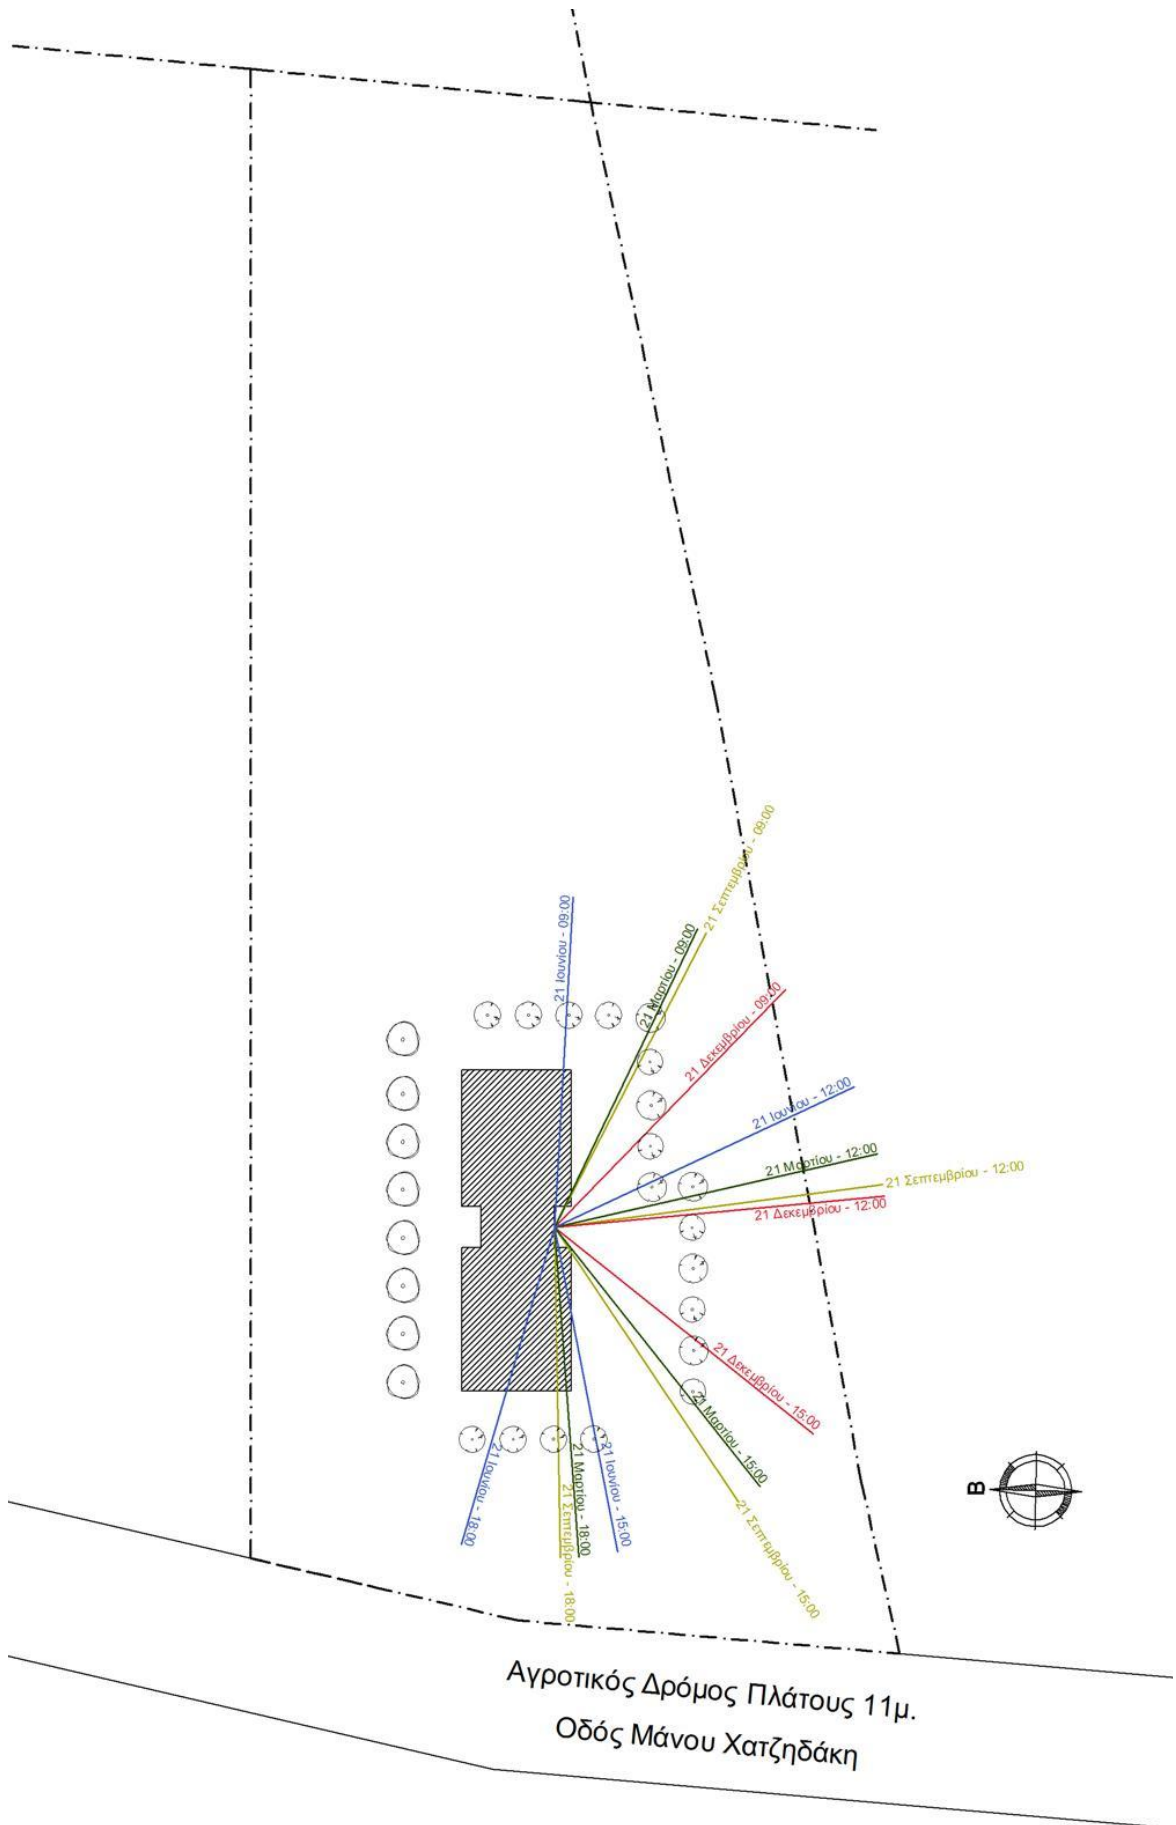 21 Σεπτεμβρίου - 09:00
21 Ιουνίου - 09:00
21 Μαρτίου - 09:00
21 Δεκεμβρίου - 09:00
21 Ιουνίου - 12:00
21 Μαρτίου - 12:00
21 Σεπτεμβρίου - 12:00
21 Δεκεμβρίου - 12:00
21 Δεκεμβρίου - 15:00
21 Μαρτίου - 15:00
21 Σεπτεμβρίου - 15:00
21 Ιουνίου - 15:00
21 Μαρτίου - 18:00
21 Σεπτεμβρίου - 18:00
21 Ιουνίου - 18:00
Β
Αγροτικός Δρόμος Πλάτους 11μ.
Οδός Μάνου Χατζηδάκη